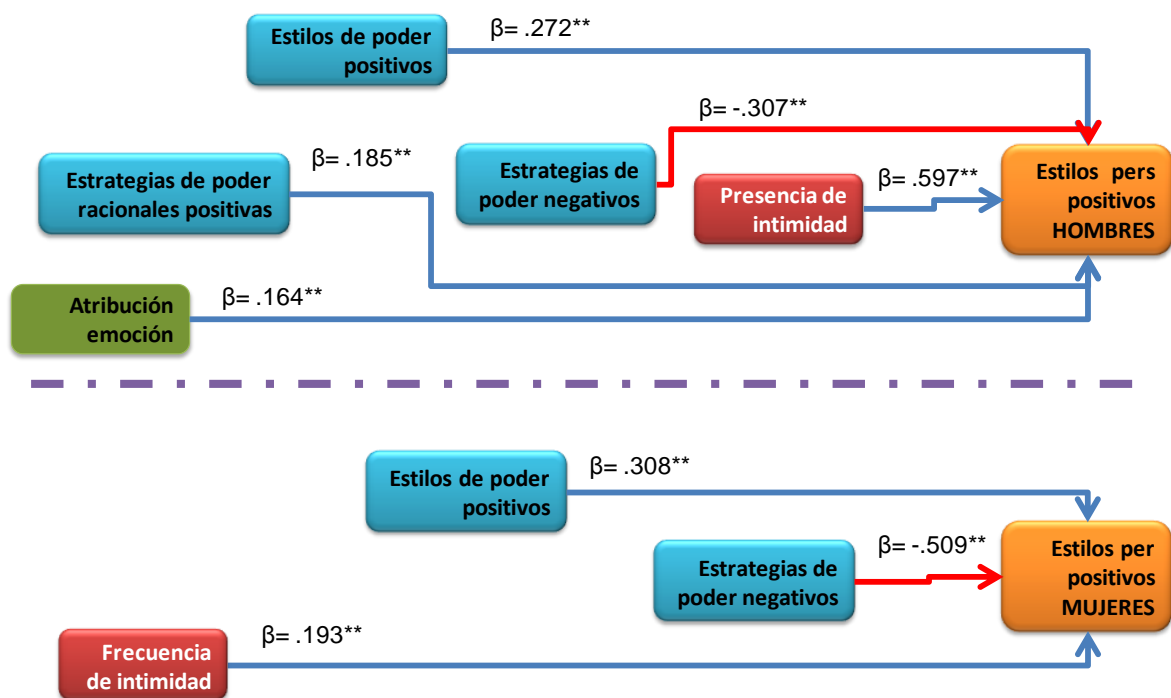 Estilos de poder
positivos
β= .272**
β= -.307**
Estrategias de poder
racionales positivas
β= .185**
Estrategias de
poder negativos
Presencia de
intimidad
β= .597**
Estilos pers
positivos
HOMBRES
Atribución
emoción
β= .164**
Estilos de poder
positivos
β= .308**
Estrategias de
poder negativos
β= -.509**
Estilos per
positivos
MUJERES
Frecuencia
de intimidad
β= .193**